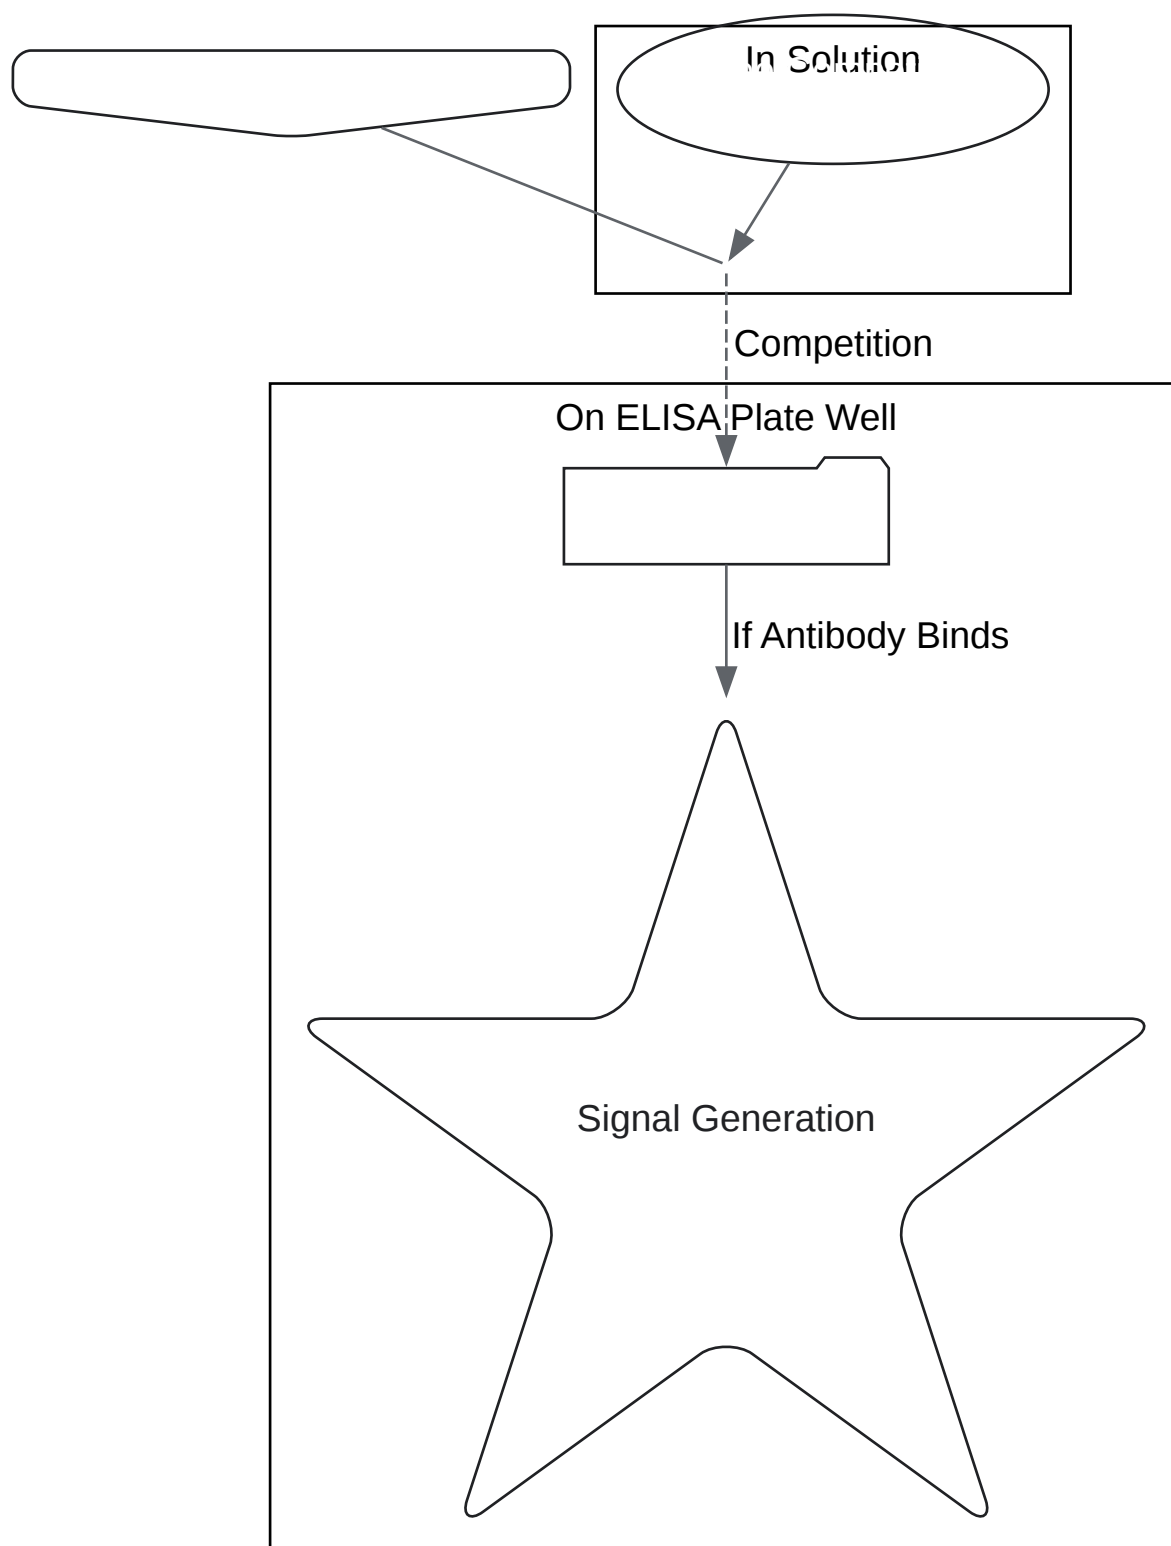 In Solution
Competition
On ELISA Plate Well
If Antibody Binds
Signal Generation